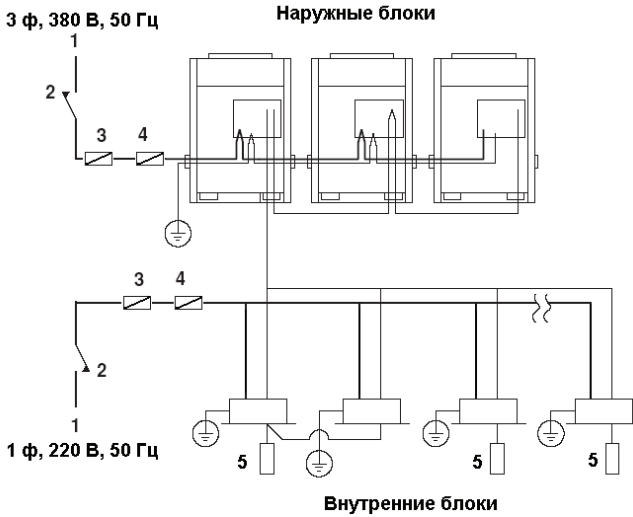 Наружные блоки
3 ф, 380 В, 50 Гц
1
2
3 4
3 4
2
1
1 ф, 220 В, 50 Гц
5 5 5
Внутренние блоки